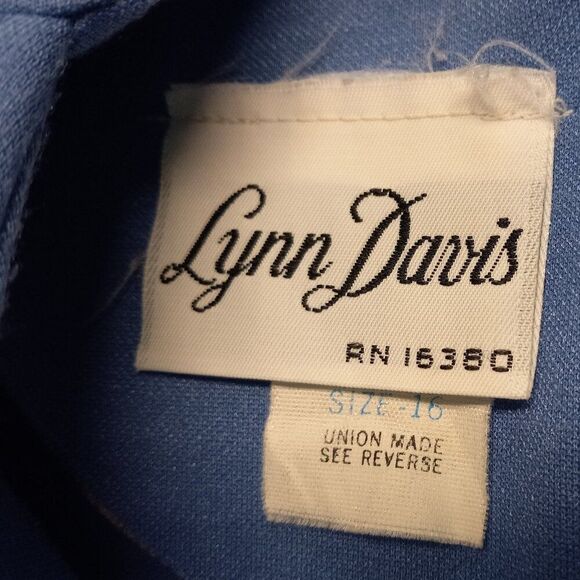 Lynn Davis
RN 16380
SIZE-16
UNION MADE
SEE REVERSE